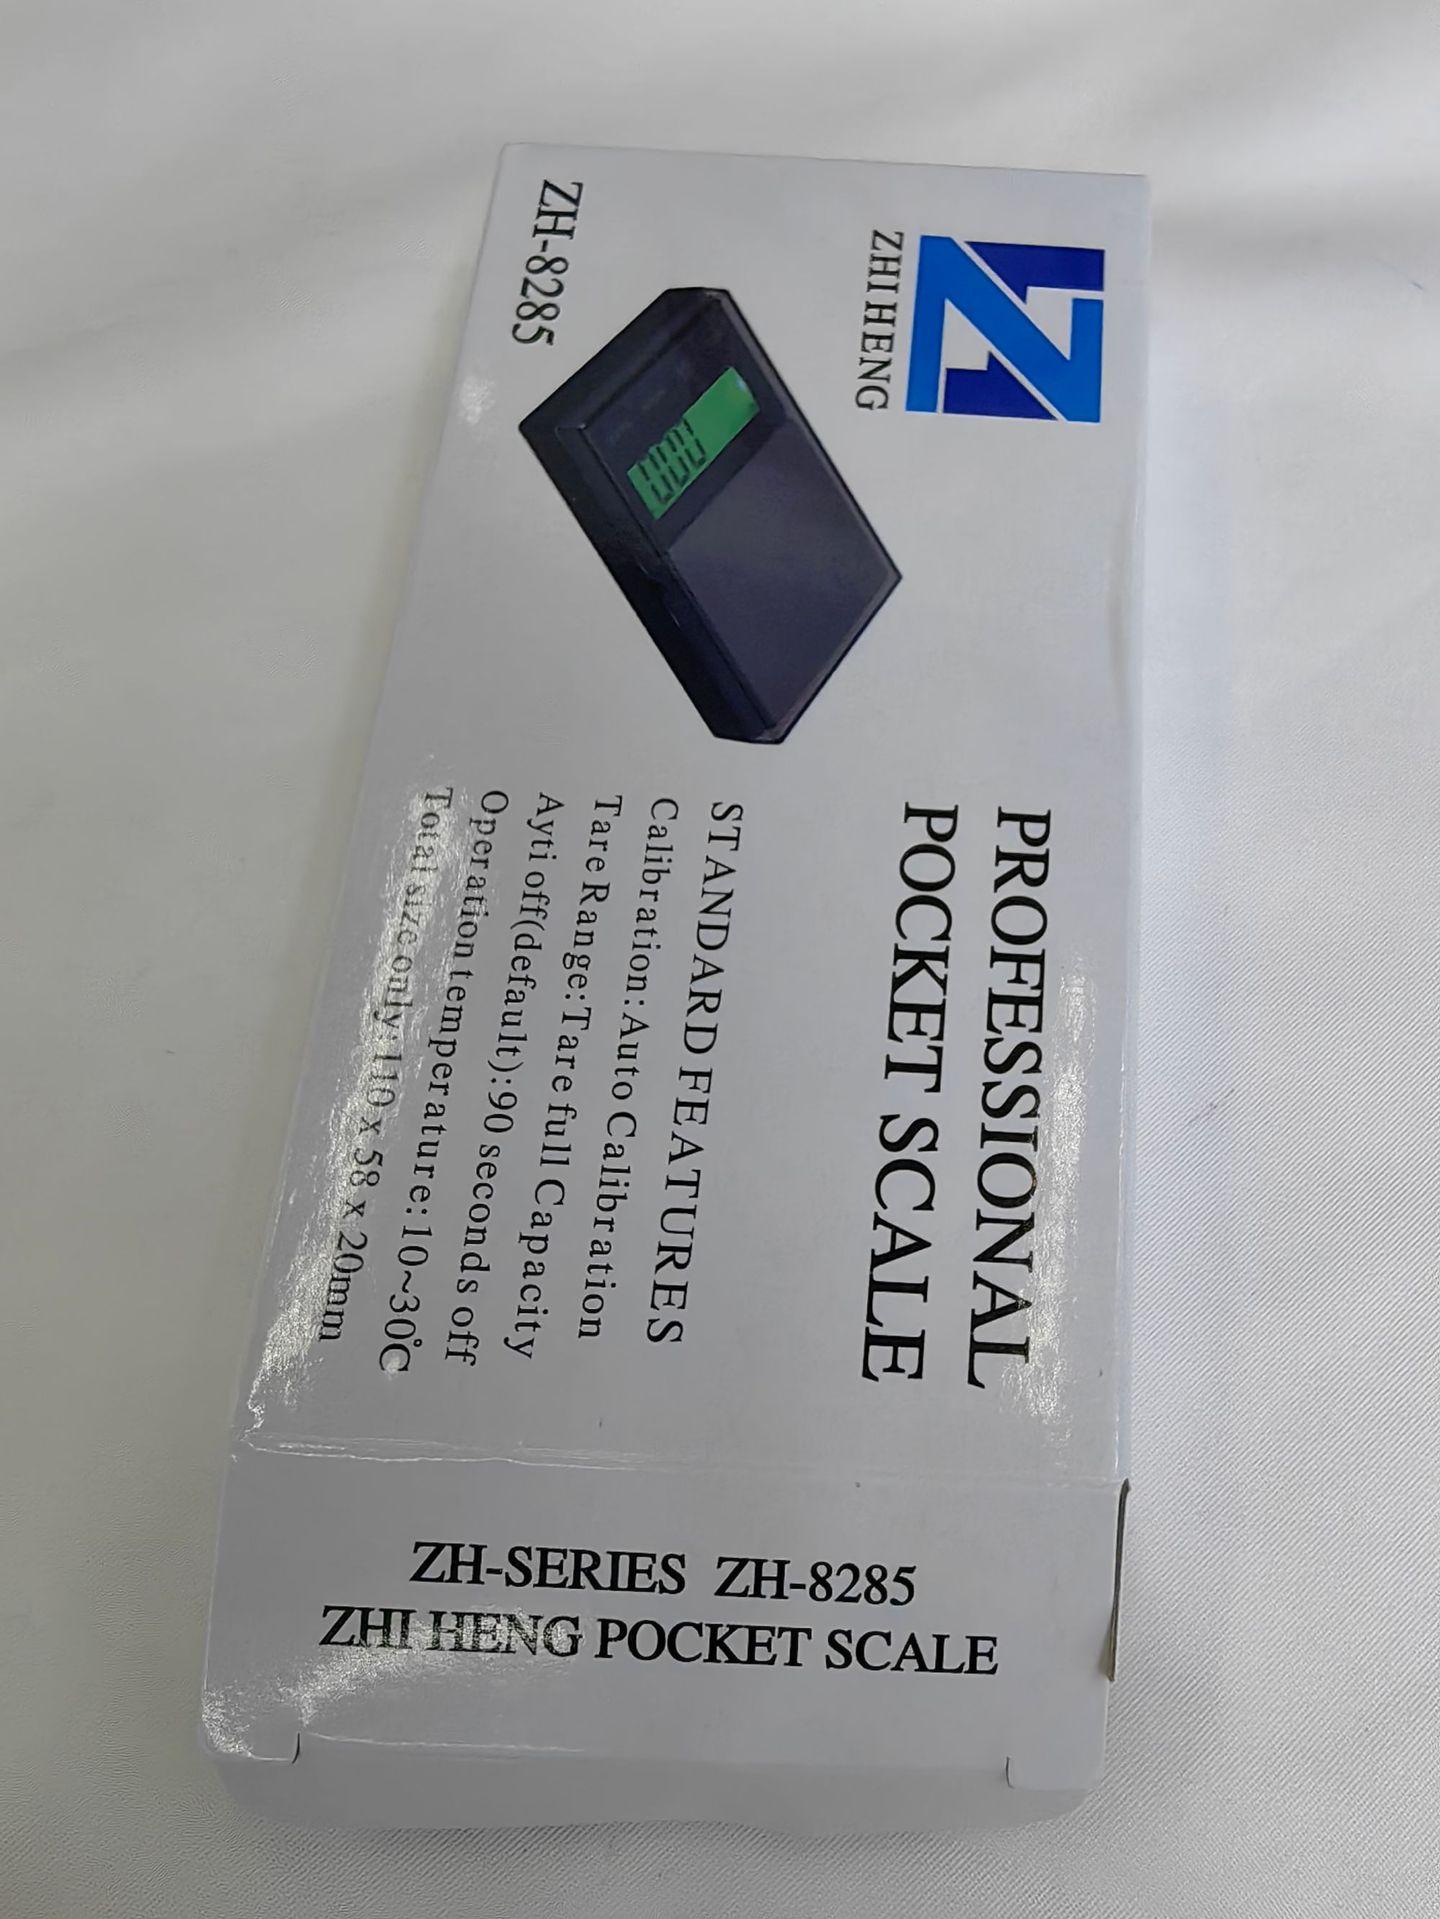 ZHI HENG
PROFESSIONAL
POCKET SCALE
ZH-8285
STANDARD FEATURES
Calibration: Auto Calibration
Tare Range: Tare full Capacity
Ayti off(default): 90 seconds off
Operation temperature: 10~30°C
Total size only: 110 x 58 x 20mm
ZH-SERIES ZH-8285
ZHI HENG POCKET SCALE